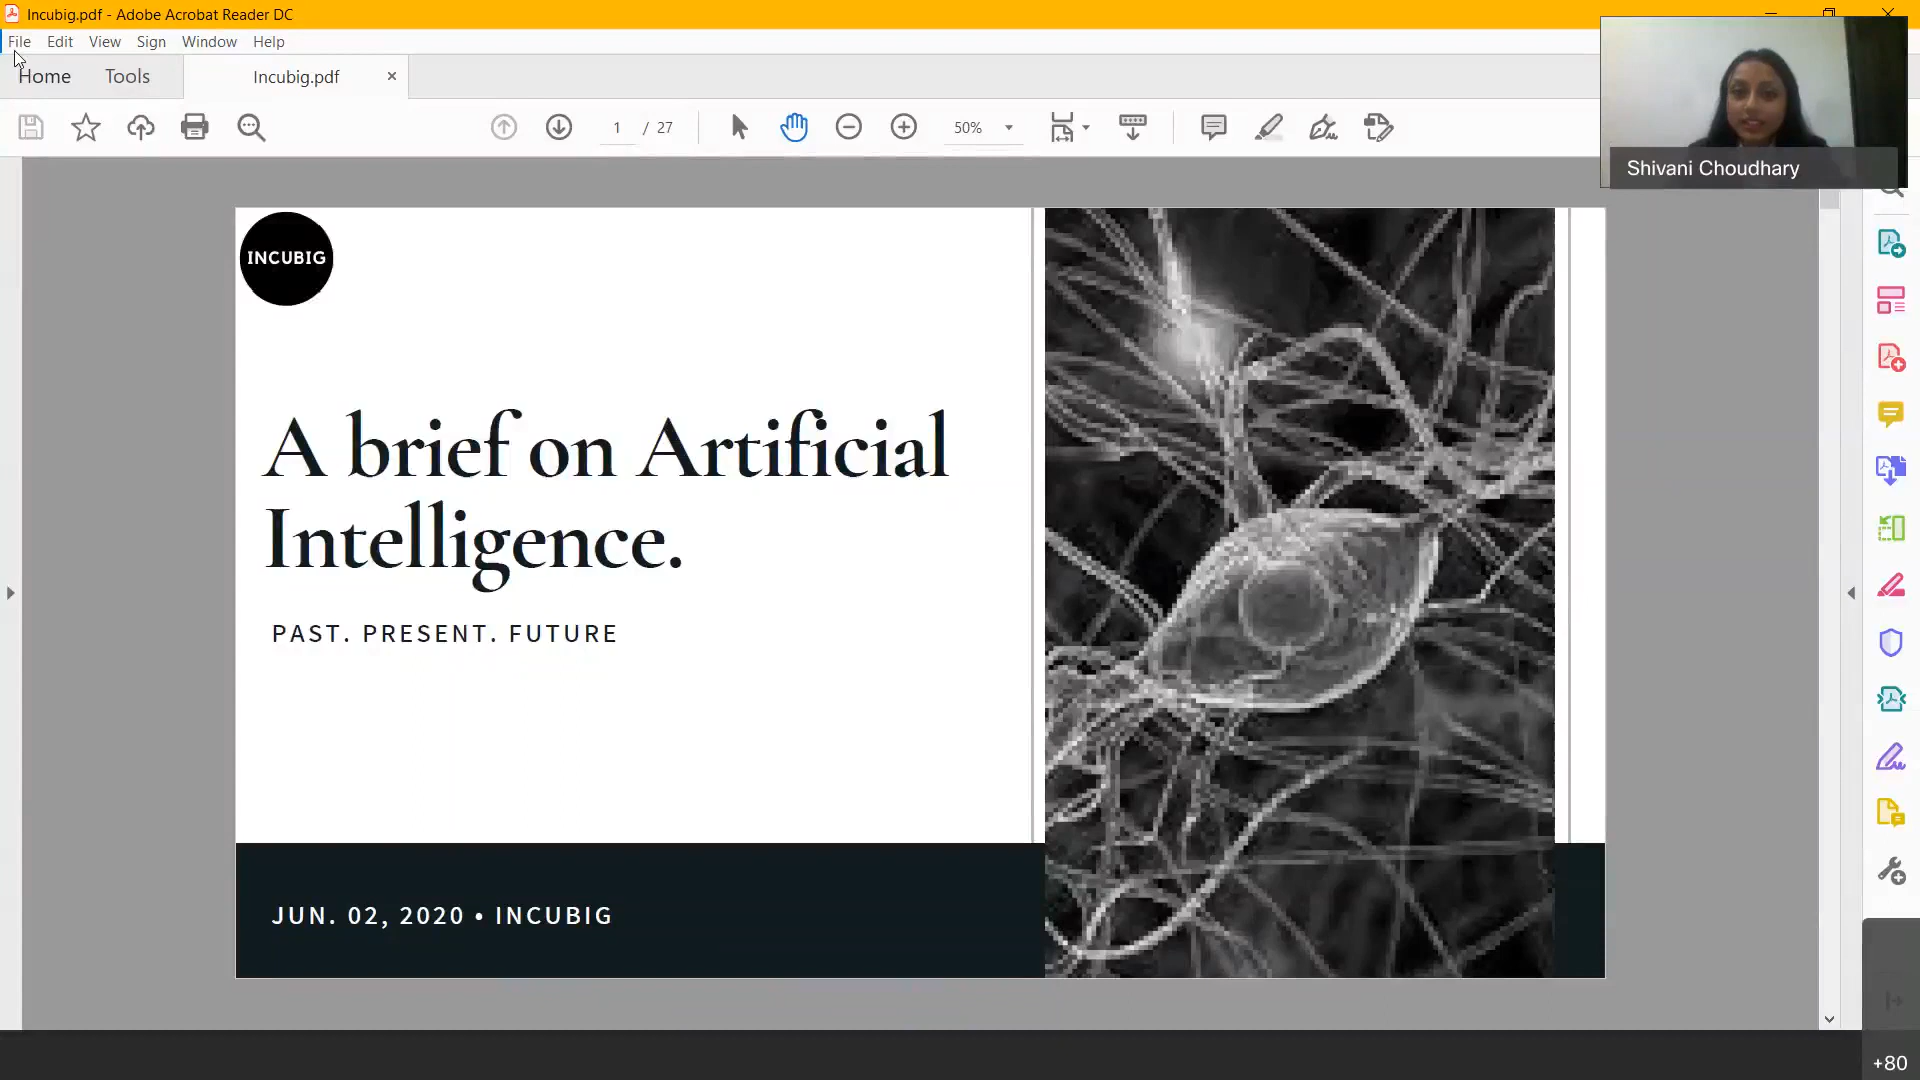 Incubig.pdf - Adobe Acrobat Reader DC
File Edit View Sign Window Help
Home Tools Incubig.pdf
1 / 27 50%
Shivani Choudhary
INCUBIG
A brief on Artificial
Intelligence.
PAST. PRESENT. FUTURE
JUN. 02, 2020 • INCUBIG
+80